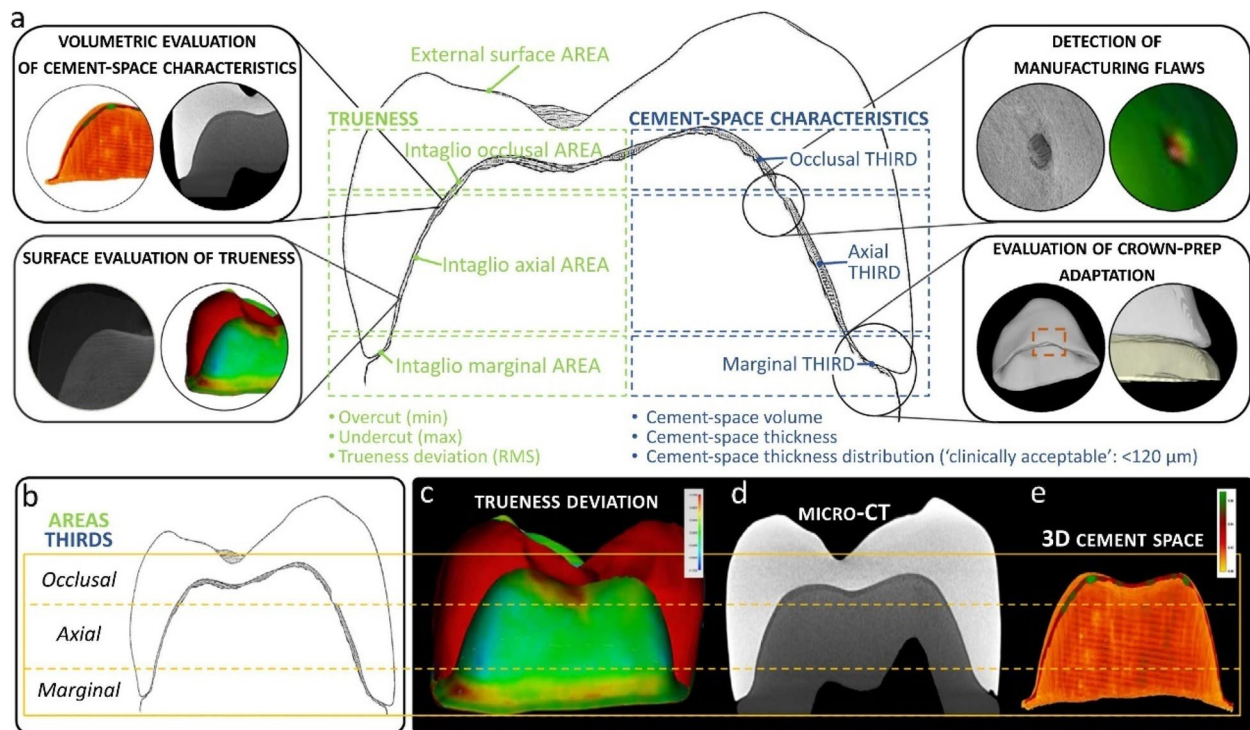 a
VOLUMETRIC EVALUATION
OF CEMENT-SPACE CHARACTERISTICS
SURFACE EVALUATION OF TRUENESS
External surface AREA
TRUENESS
Intaglio occlusal AREA
Intaglio axial AREA
Intaglio marginal AREA
• Overcut (min)
• Undercut (max)
• Trueness deviation (RMS)
CEMENT-SPACE CHARACTERISTICS
Occlusal THIRD
Axial
THIRD
Marginal THIRD
• Cement-space volume
• Cement-space thickness
• Cement-space thickness distribution (‘clinically acceptable’: <120 µm)
DETECTION OF
MANUFACTURING FLAWS
EVALUATION OF CROWN-PREP
ADAPTATION
b
AREAS
THIRDS
Occlusal
Axial
Marginal
c
TRUENESS DEVIATION
d
MICRO-CT
e
3D CEMENT SPACE